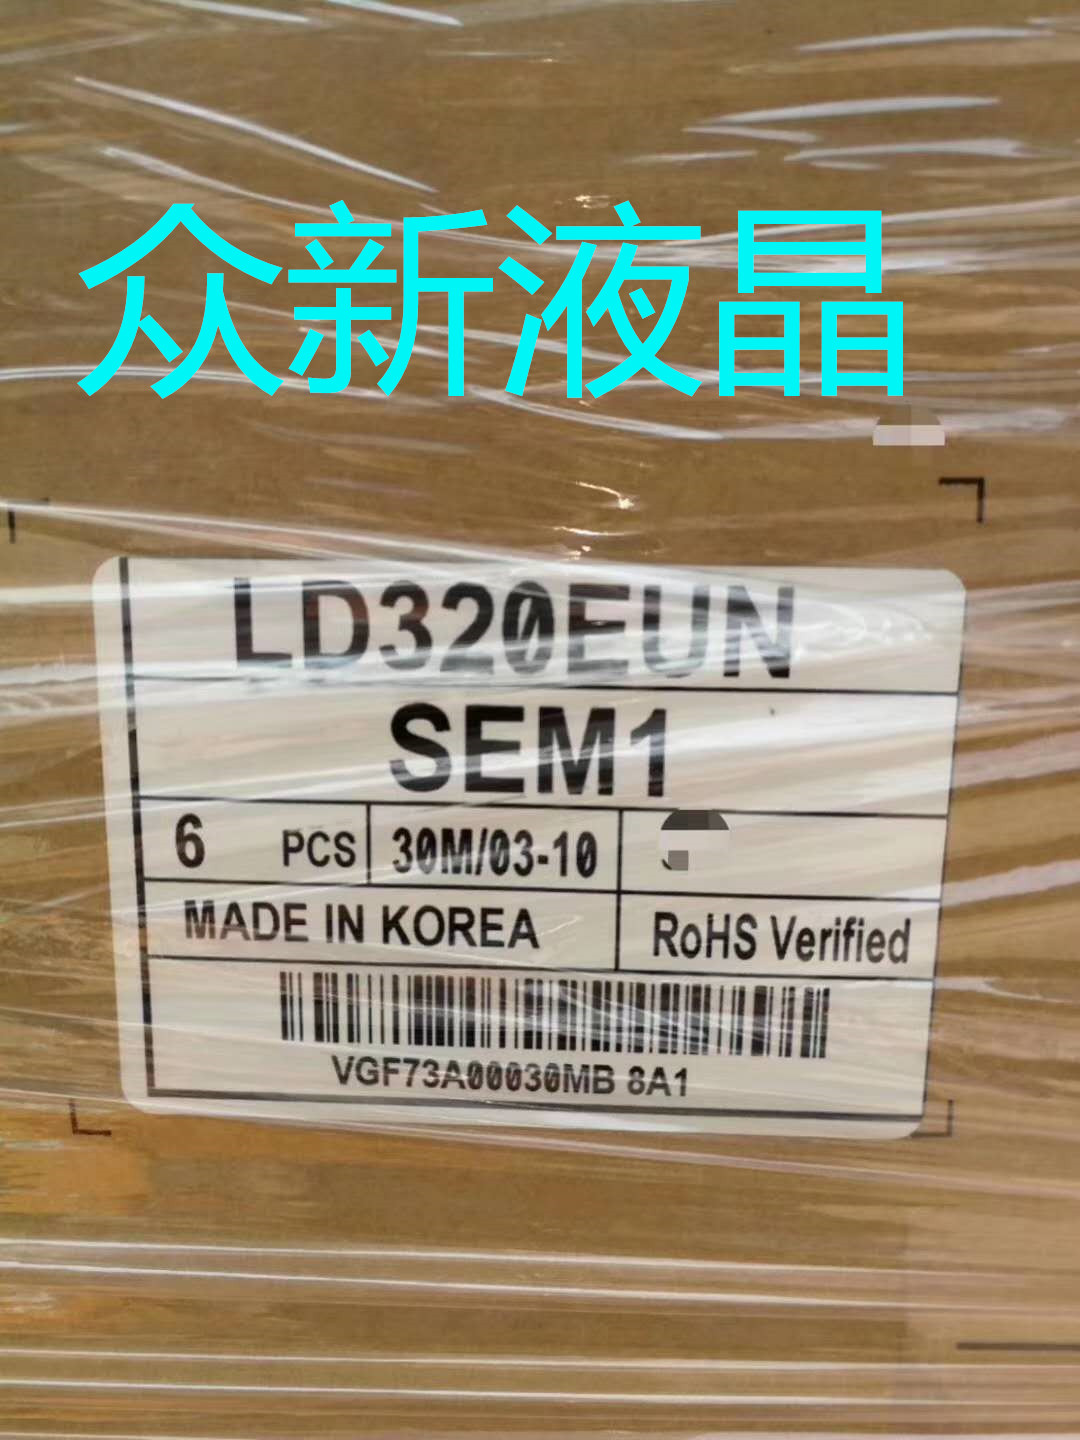 众新液晶
LD320EUN
SEM1
6 PCS 30M/03-10
MADE IN KOREA RoHS Verified
VGF73A00030MB 8A1